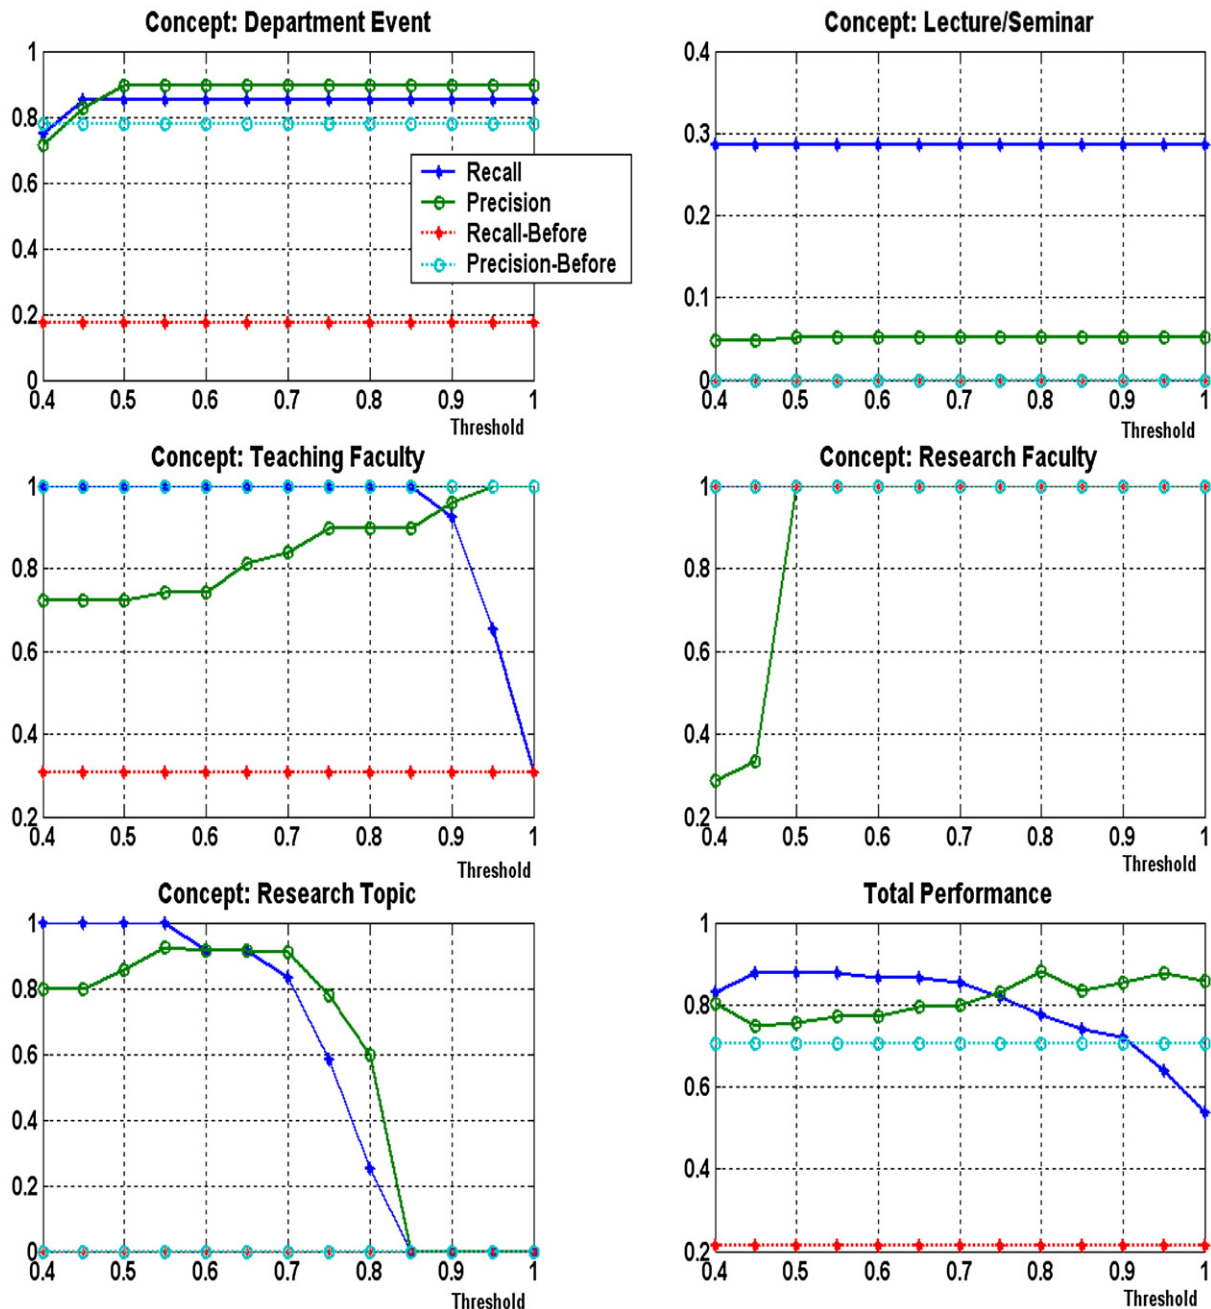 Concept: Department Event
1
0.8
0.6
0.4
0.2
0
0.4 0.5 0.6 0.7 0.8 0.9 1
Threshold
Recall
Precision
Recall-Before
Precision-Before
Concept: Lecture/Seminar
0.4
0.3
0.2
0.1
0
0.4 0.5 0.6 0.7 0.8 0.9 1
Threshold
Concept: Teaching Faculty
1
0.8
0.6
0.4
0.2
0.4 0.5 0.6 0.7 0.8 0.9 1
Threshold
Concept: Research Faculty
1
0.8
0.6
0.4
0.2
0.4 0.5 0.6 0.7 0.8 0.9 1
Threshold
Concept: Research Topic
1
0.8
0.6
0.4
0.2
0
0.4 0.5 0.6 0.7 0.8 0.9 1
Threshold
Total Performance
1
0.8
0.6
0.4
0.2
0.4 0.5 0.6 0.7 0.8 0.9 1
Threshold